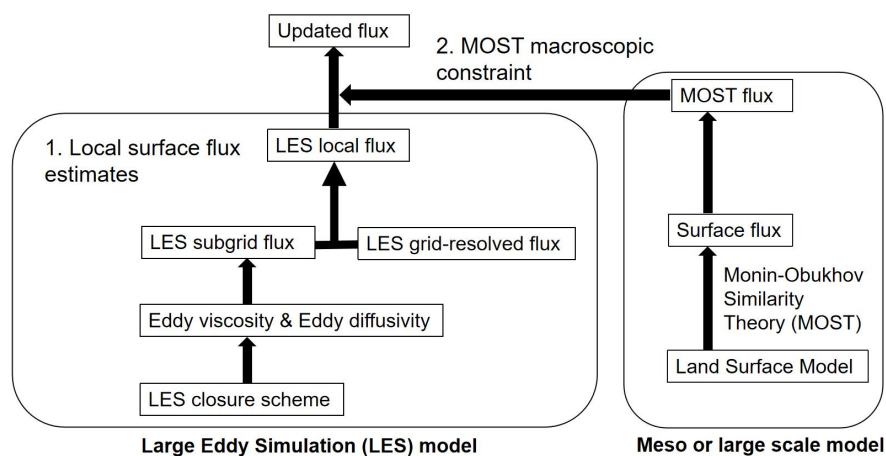 Updated flux
2. MOST macroscopic
constraint
MOST flux
1. Local surface flux
estimates
LES local flux
LES subgrid flux
LES grid-resolved flux
Surface flux
Monin-Obukhov
Similarity
Theory (MOST)
Eddy viscosity & Eddy diffusivity
Land Surface Model
LES closure scheme
Large Eddy Simulation (LES) model
Meso or large scale model